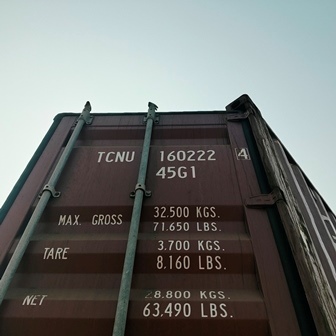 TCNU 160222 4
45G1
MAX. GROSS 32.500 KGS.
71.650 LBS.
TARE 3.700 KGS.
8.160 LBS.
NET 28.800 KGS.
63.490 LBS.